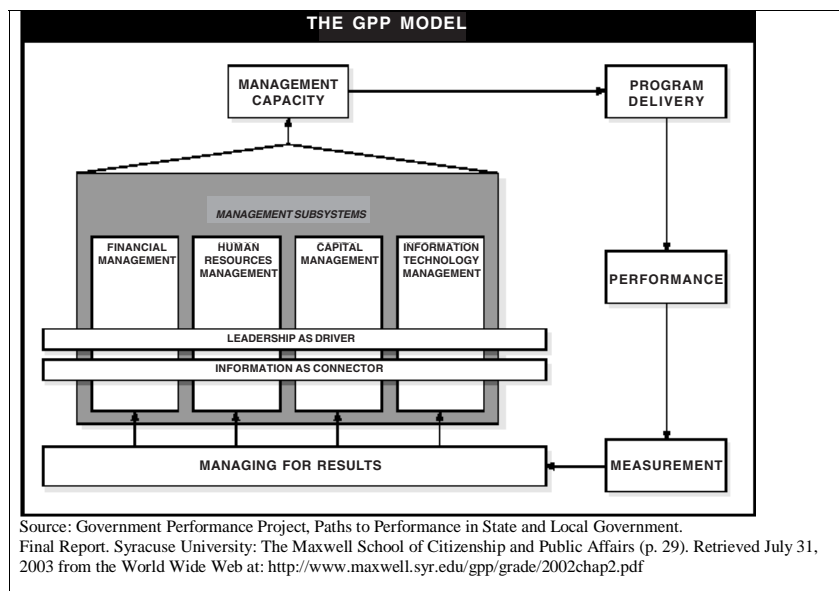 THE GPP MODEL
MANAGEMENT
CAPACITY
PROGRAM
DELIVERY
MANAGEMENT SUBSYSTEMS
FINANCIAL
MANAGEMENT
HUMAN
RESOURCES
MANAGEMENT
CAPITAL
MANAGEMENT
INFORMATION
TECHNOLOGY
MANAGEMENT
PERFORMANCE
LEADERSHIP AS DRIVER
INFORMATION AS CONNECTOR
MANAGING FOR RESULTS
MEASUREMENT
Source: Government Performance Project, Paths to Performance in State and Local Government.
Final Report. Syracuse University: The Maxwell School of Citizenship and Public Affairs (p. 29). Retrieved July 31,
2003 from the World Wide Web at: http://www.maxwell.syr.edu/gpp/grade/2002chap2.pdf